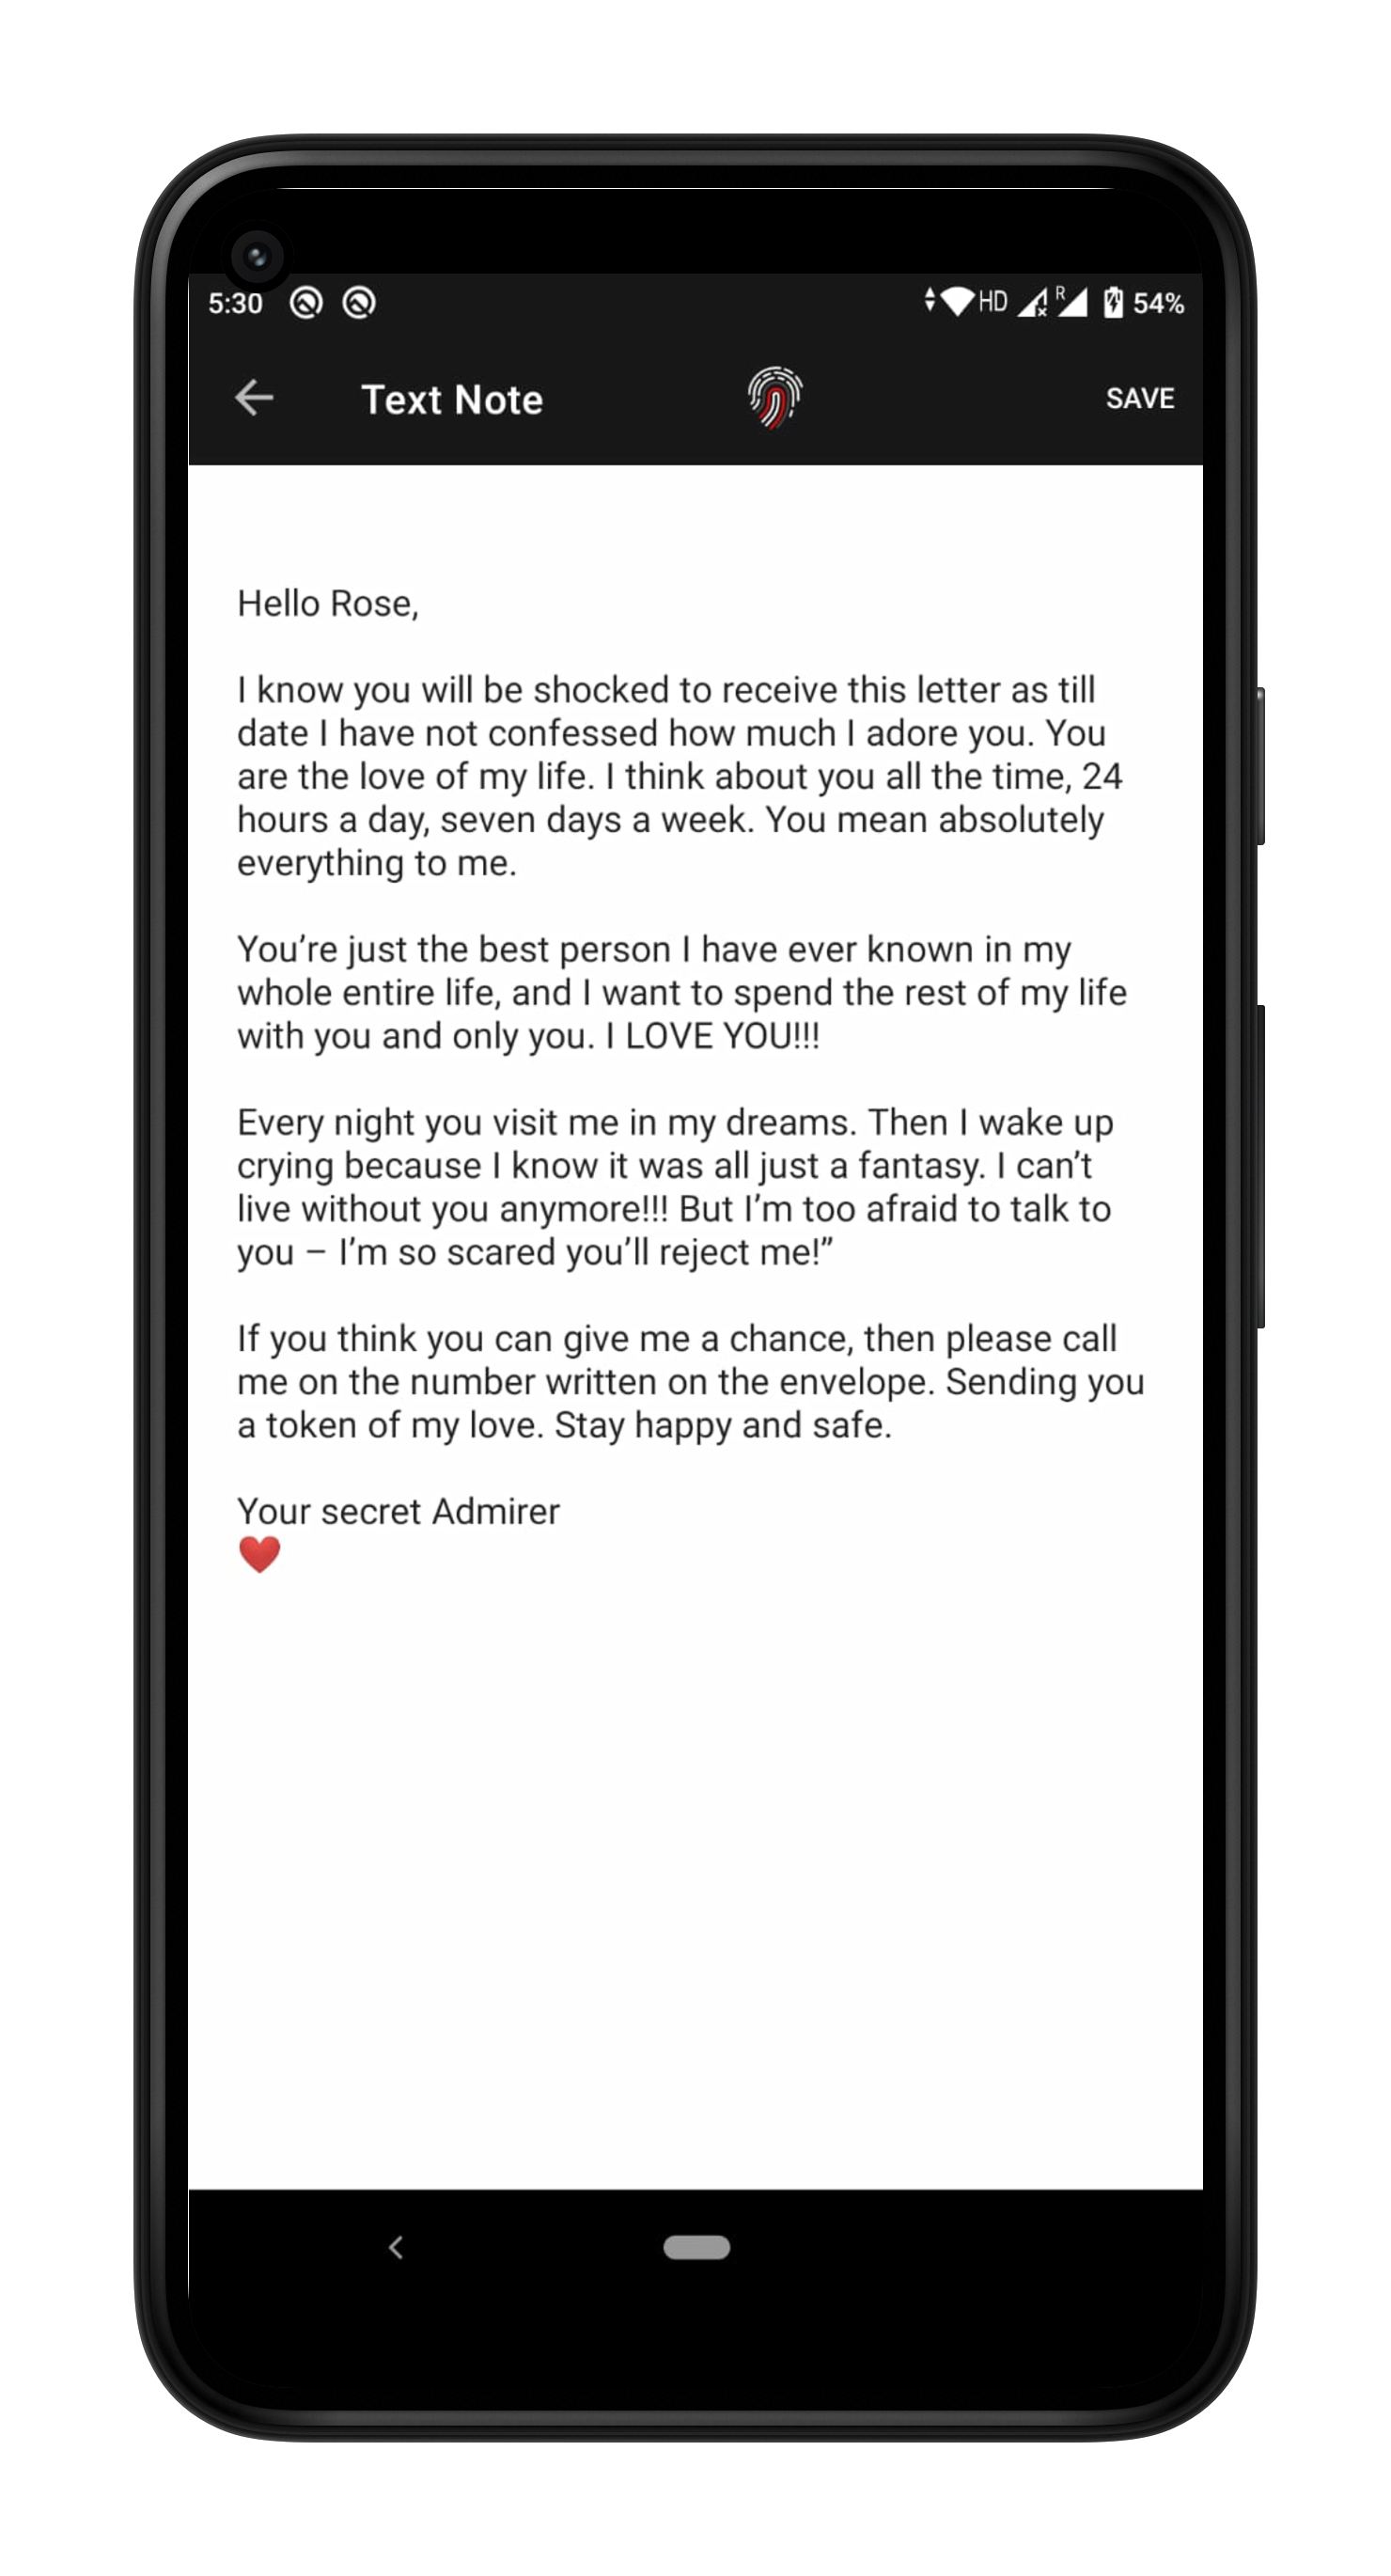 5:30 HD R 54%
Text Note SAVE
Hello Rose,
I know you will be shocked to receive this letter as till
date I have not confessed how much I adore you. You
are the love of my life. I think about you all the time, 24
hours a day, seven days a week. You mean absolutely
everything to me.
You’re just the best person I have ever known in my
whole entire life, and I want to spend the rest of my life
with you and only you. I LOVE YOU!!!
Every night you visit me in my dreams. Then I wake up
crying because I know it was all just a fantasy. I can’t
live without you anymore!!! But I’m too afraid to talk to
you – I’m so scared you’ll reject me!”
If you think you can give me a chance, then please call
me on the number written on the envelope. Sending you
a token of my love. Stay happy and safe.
Your secret Admirer
❤️